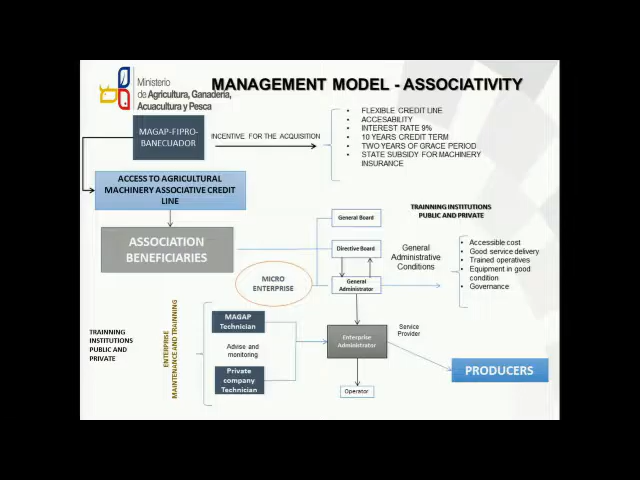 Ministerio
de Agricultura, Ganadería,
Acuacultura y Pesca
MANAGEMENT MODEL - ASSOCIATIVITY
MAGAP-FIPRO-
BANECUADOR
INCENTIVE FOR THE ACQUISITION
• FLEXIBLE CREDIT LINE
• ACCESABILITY
• INTEREST RATE 9%
• 10 YEARS CREDIT TERM
• TWO YEARS OF GRACE PERIOD
• STATE SUBSIDY FOR MACHINERY
INSURANCE
ACCESS TO AGRICULTURAL
MACHINERY ASSOCIATIVE CREDIT
LINE
TRAINNING INSTITUTIONS
PUBLIC AND PRIVATE
General Board
ASSOCIATION
BENEFICIARIES
Directive Board
General
Administrative
Conditions
• Accessible cost
• Good service delivery
• Trained operatives
• Equipment in good
condition
• Governance
MICRO
ENTERPRISE
General
Administrator
TRAINNING
INSTITUTIONS
PUBLIC AND
PRIVATE
ENTERPRISE
MAINTENANCE AND TRAINNING
MAGAP
Technician
Advise and
monitoring
Private
company
Technician
Enterprise
Administrator
Service
Provider
Operator
PRODUCERS